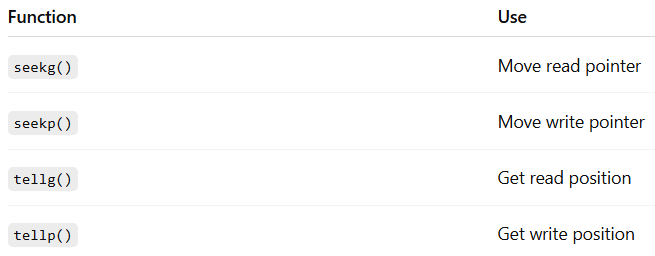 Function Use
seekg() Move read pointer
seekp() Move write pointer
tellg() Get read position
tellp() Get write position